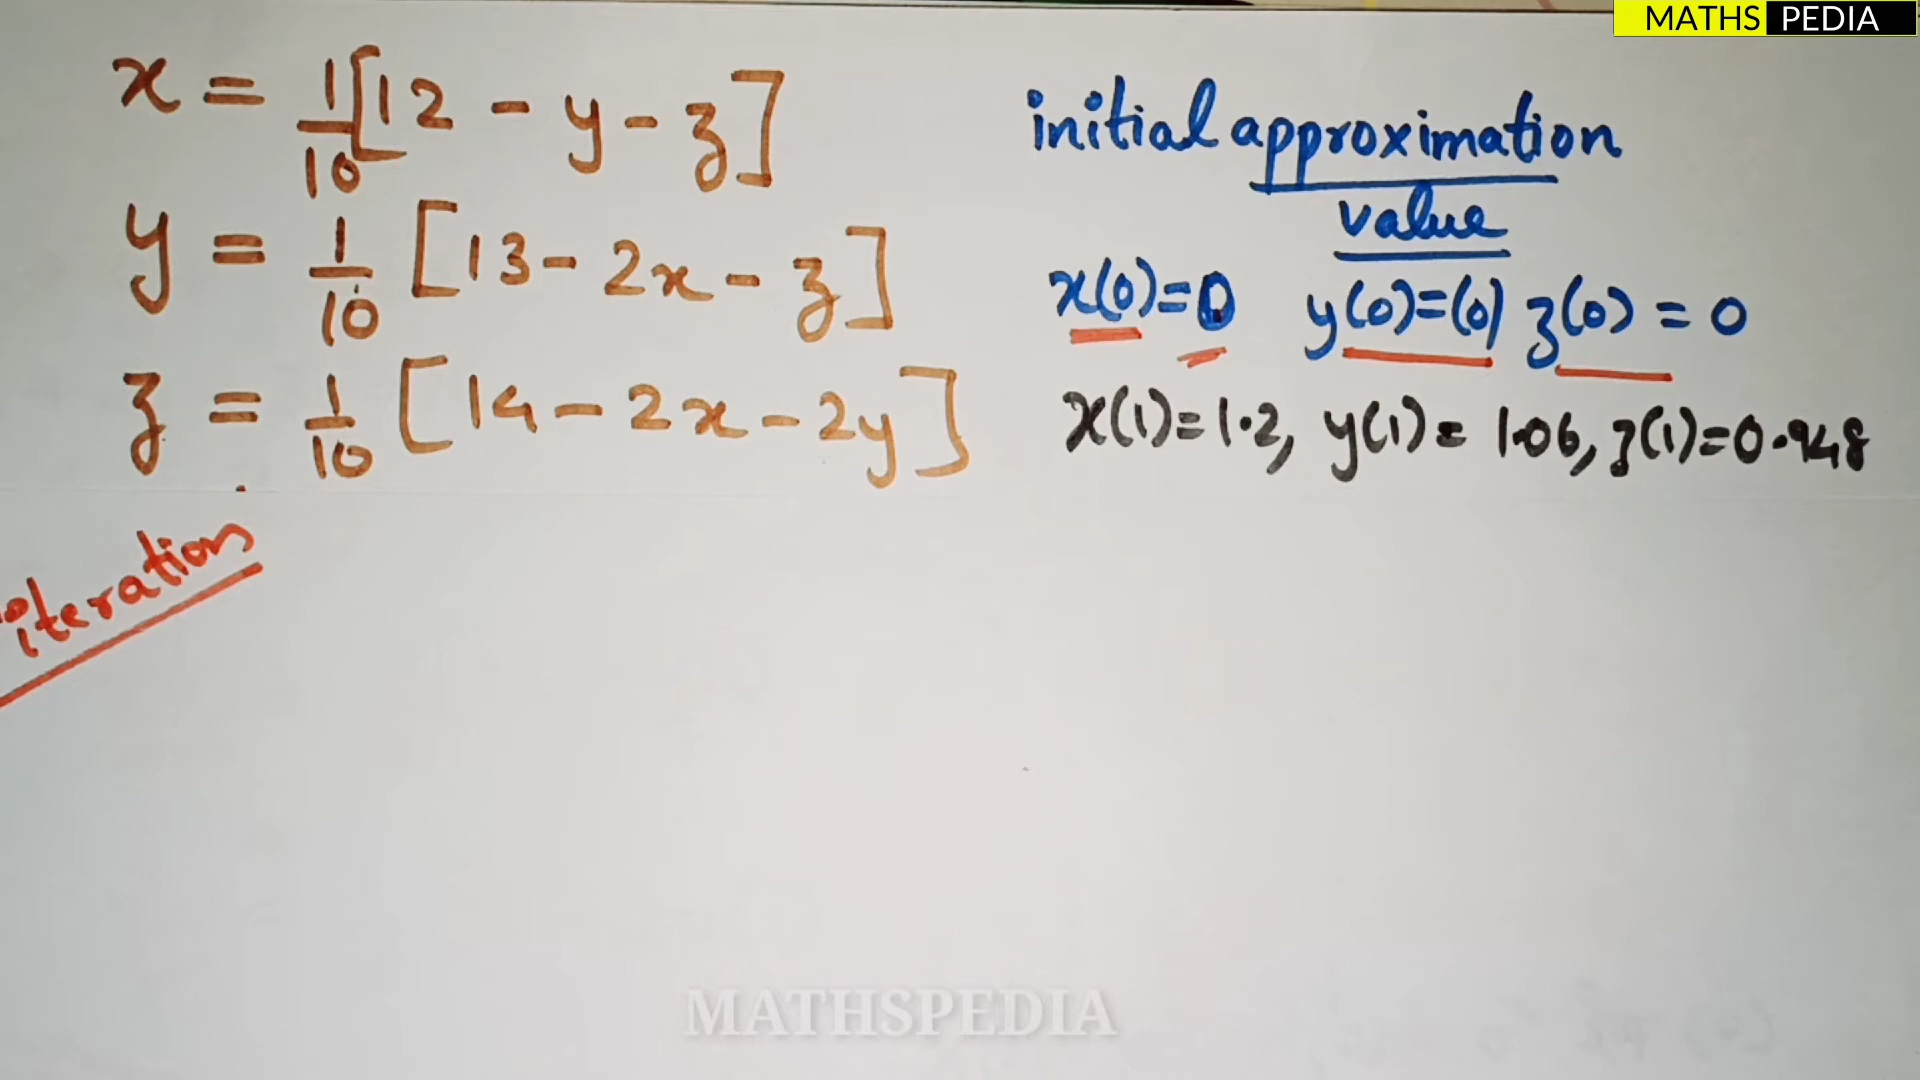 MATHS PEDIA
x = 1/10 [12 - y - z]
y = 1/10 [13 - 2x - z]
z = 1/10 [14 - 2x - 2y]
initial approximation
value
x(0)=0 y(0)=(0) z(0) = 0
x(1)=1.2, y(1)= 1.06, z(1)=0.948
iteration
MATHSPEDIA